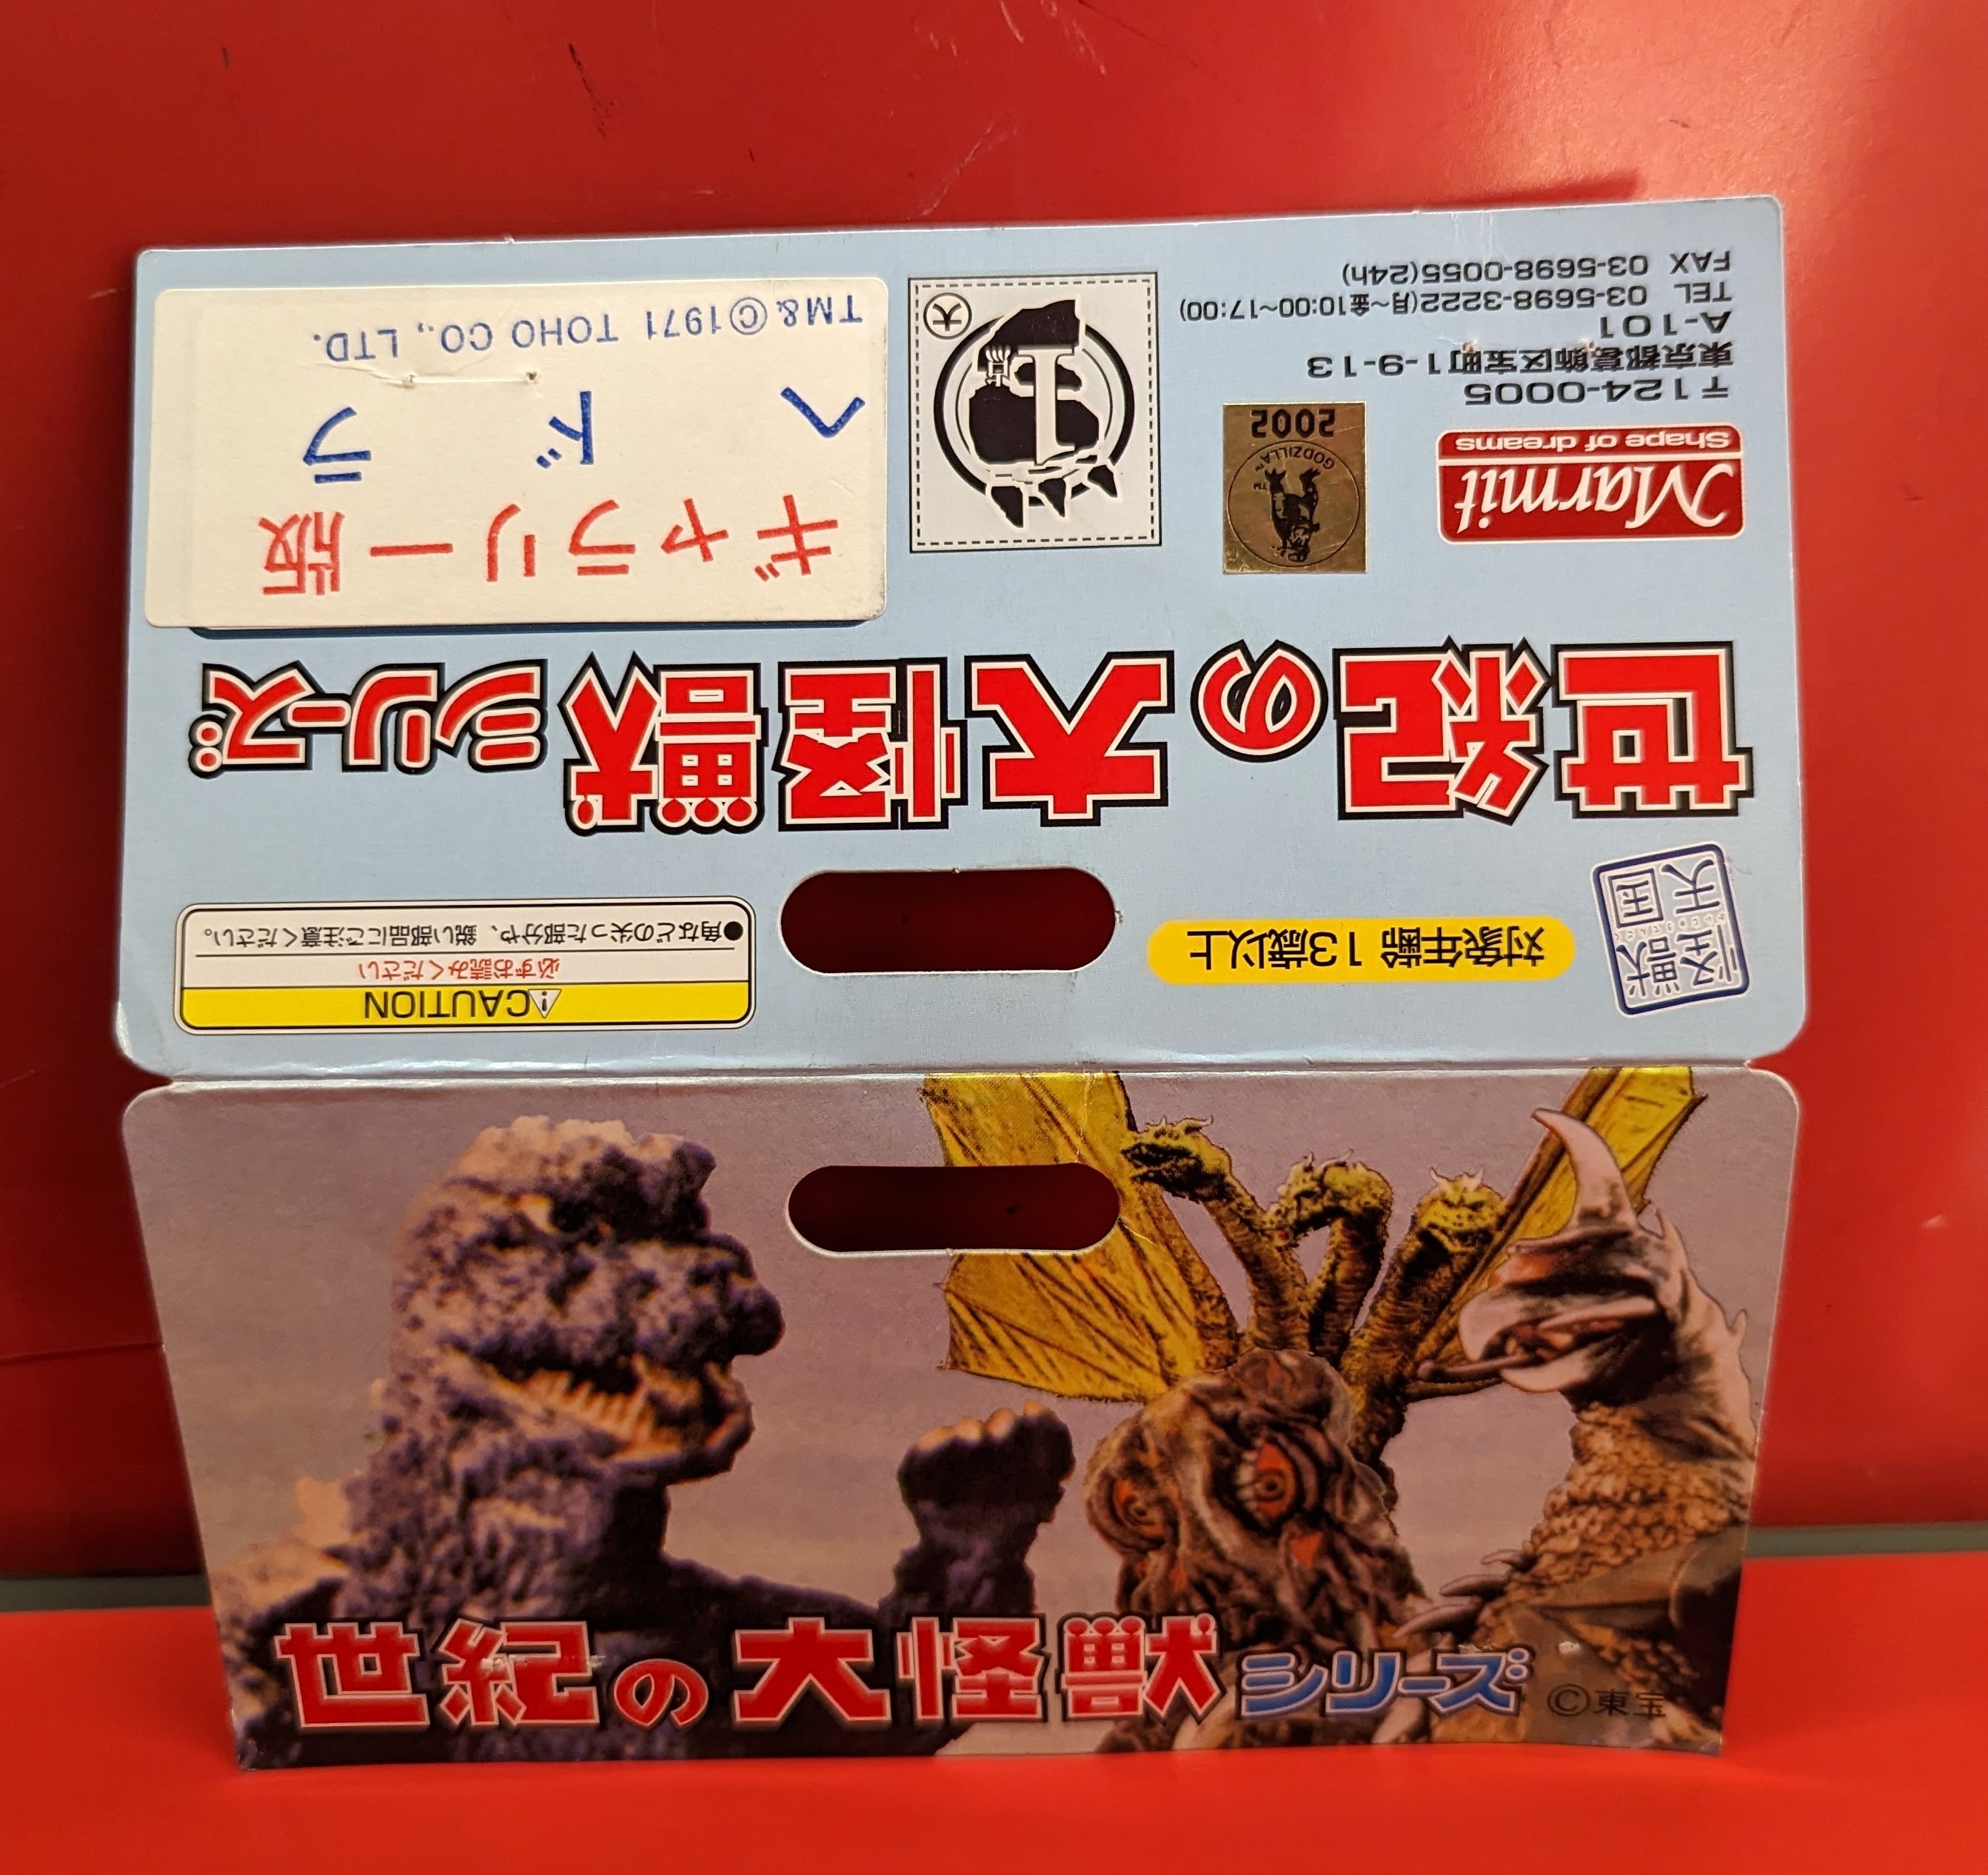 世紀の大怪獣シリーズ
©東宝
CAUTION
必ずお読みください
●角などの尖った部分や、鋭い部品にご注意ください。
対象年齢 13歳以上
怪獣
天国
世紀の大怪獣シリーズ
Marmit
Shape of dreams
〒124-0005
東京都葛飾区宝町1-9-13
A-101
TEL 03-5698-3222(月~金10:00~17:00)
FAX 03-5698-0055(24h)
GODZILLA™
TM
2002
大
ギャラリー版
ヘドラ
TM&©1971 TOHO CO., LTD.